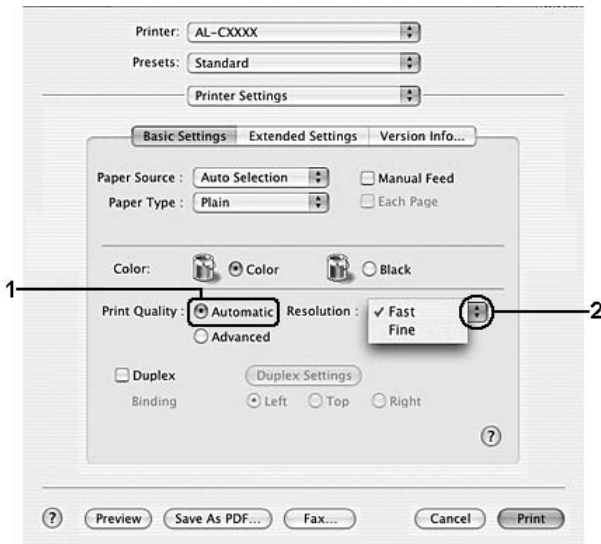 Printer: AL-CXXXX
Presets: Standard
Printer Settings
Basic Settings Extended Settings Version Info...
Paper Source : Auto Selection Manual Feed
Paper Type : Plain Each Page
Color: Color Black
1
Print Quality : Automatic Resolution : ✓ Fast 2
Advanced Fine
Duplex Duplex Settings
Binding Left Top Right
?
? Preview Save As PDF... Fax... Cancel Print